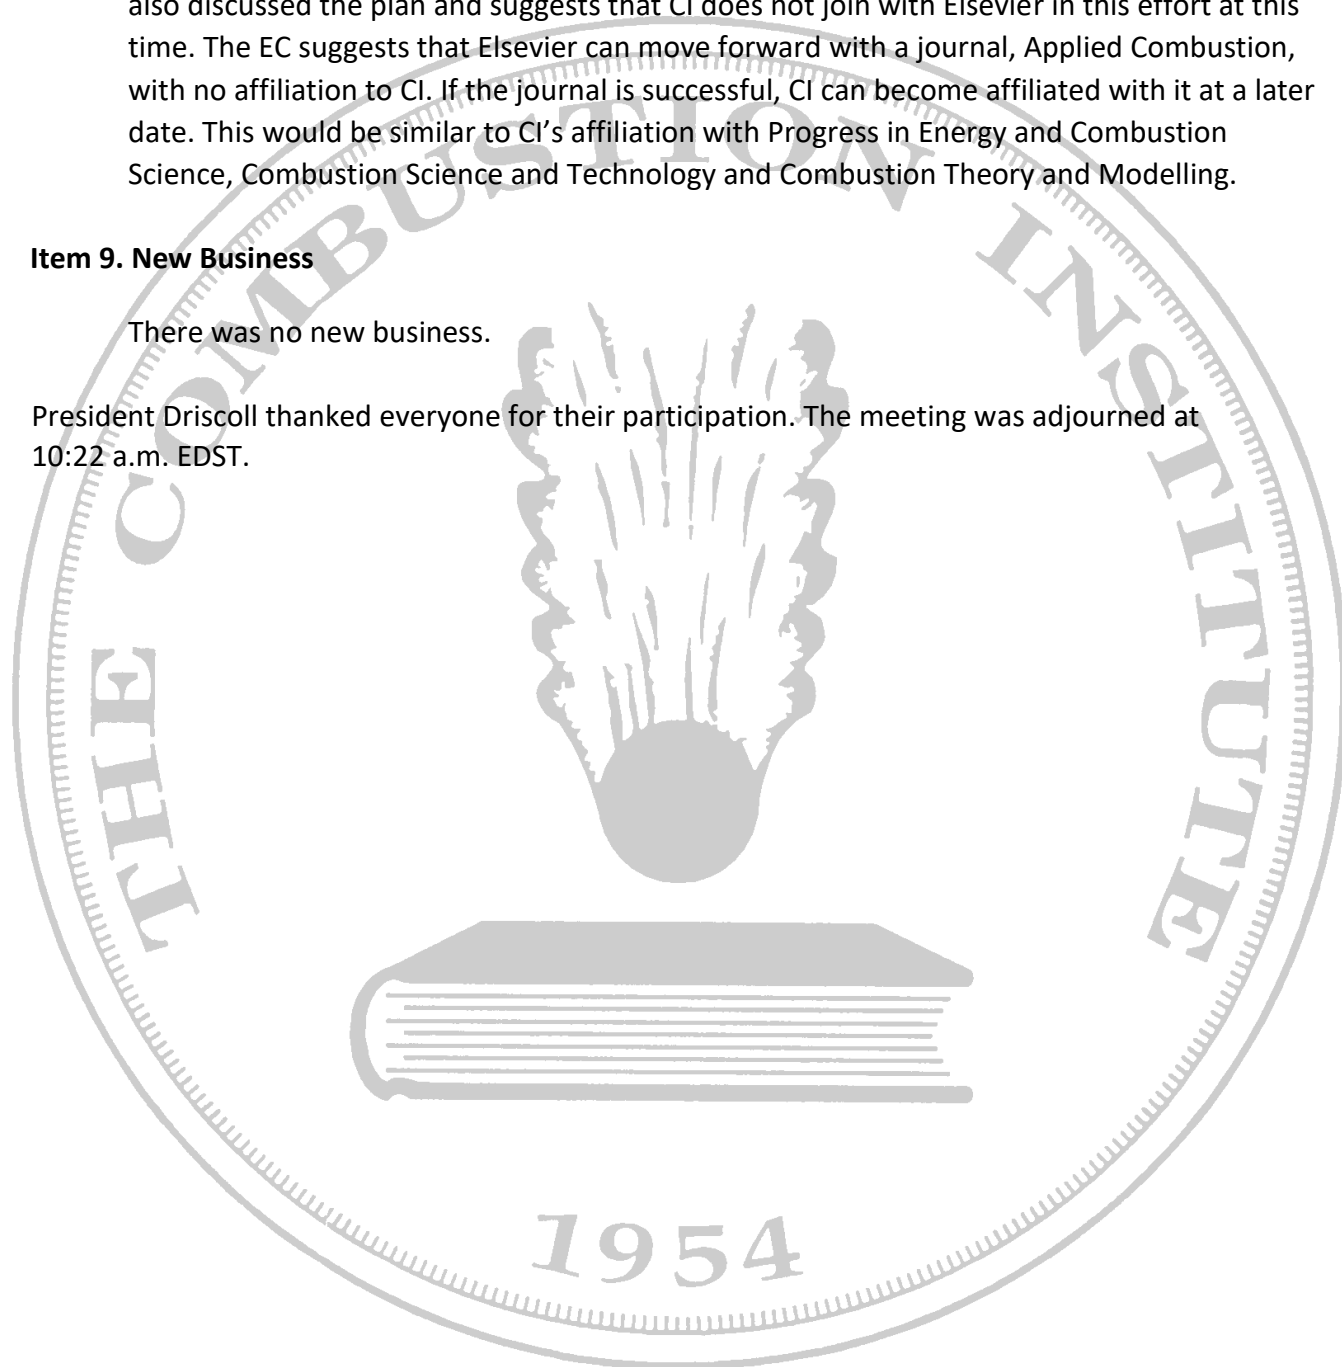 also discussed the plan and suggests that CI does not join with Elsevier in this effort at this
time. The EC suggests that Elsevier can move forward with a journal, Applied Combustion,
with no affiliation to CI. If the journal is successful, CI can become affiliated with it at a later
date. This would be similar to CI’s affiliation with Progress in Energy and Combustion
Science, Combustion Science and Technology and Combustion Theory and Modelling.
Item 9. New Business
There was no new business.
President Driscoll thanked everyone for their participation. The meeting was adjourned at
10:22 a.m. EDST.
THE COMBUSTION INSTITUTE
1954